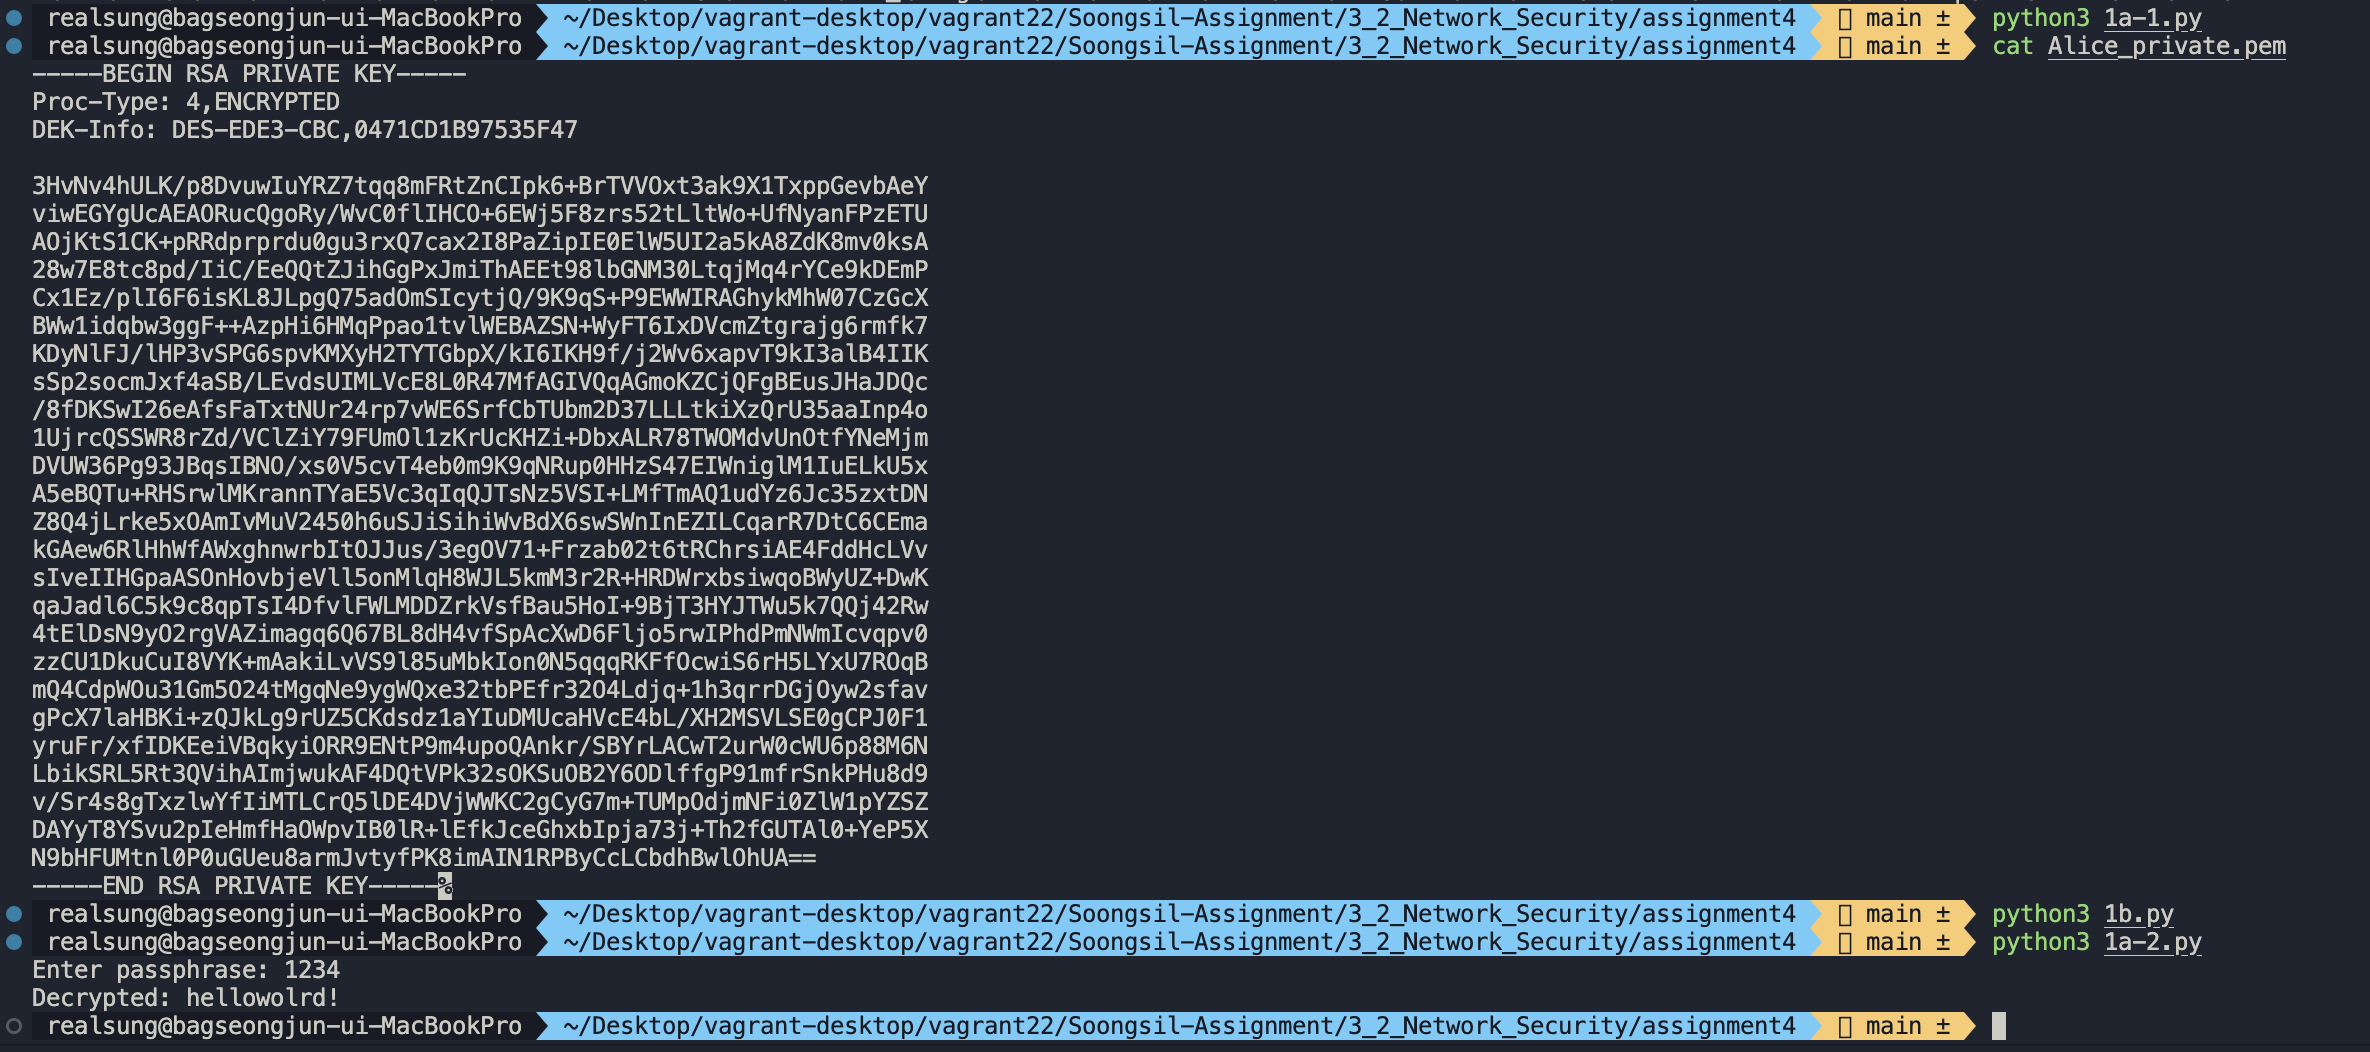 realsung@bagseongjun-ui-MacBookPro ~/Desktop/vagrant-desktop/vagrant22/Soongsil-Assignment/3_2_Network_Security/assignment4 main ± python3 1a-1.py
realsung@bagseongjun-ui-MacBookPro ~/Desktop/vagrant-desktop/vagrant22/Soongsil-Assignment/3_2_Network_Security/assignment4 main ± cat Alice_private.pem
-----BEGIN RSA PRIVATE KEY-----
Proc-Type: 4,ENCRYPTED
DEK-Info: DES-EDE3-CBC,0471CD1B97535F47
3HvNv4hULK/p8DvuwIuYRZ7tqq8mFRtZnCIpk6+BrTVVOxt3ak9X1TxppGevbAeY
viwEGYgUcAEAORucQgoRy/WvC0flIHCO+6EWj5F8zrs52tLltWo+UfNyanFPzETU
AOjKtS1CK+pRRdprprdu0gu3rxQ7cax2I8PaZipIE0ElW5UI2a5kA8ZdK8mv0ksA
28w7E8tc8pd/IiC/EeQQtZJihGgPxJmiThAEEt98lbGNM30LtqjMq4rYCe9kDEmP
Cx1Ez/plI6F6isKL8JLpgQ75adOmSIcytjQ/9K9qS+P9EWWIRAGhykMhW07CzGcX
BWw1idqbw3ggF++AzpHi6HMqPpao1tvlWEBAZSN+WyFT6IxDVcmZtgrajg6rmfk7
KDyNlFJ/lHP3vSPG6spvKMXyH2TYTGbpX/kI6IKH9f/j2Wv6xapvT9kI3alB4IIK
sSp2socmJxf4aSB/LEvdsUIMLVcE8L0R47MfAGIVQqAGmoKZCjQFgBEusJHaJDQc
/8fDKSwI26eAfsFaTxtNUr24rp7vWE6SrfCbTUbm2D37LLLtkiXzQrU35aaInp4o
1UjrcQSSWR8rZd/VClZiY79FUmOl1zKrUcKHZi+DbxALR78TWOMdvUnOtfYNeMjm
DVUW36Pg93JBqsIBNO/xs0V5cvT4eb0m9K9qNRup0HHzS47EIWniglM1IuELkU5x
A5eBQTu+RHSrwlMKrannTYaE5Vc3qIqQJTsNz5VSI+LMfTmAQ1udYz6Jc35zxtDN
Z8Q4jLrke5xOAmIvMuV2450h6uSJiSihiWvBdX6swSWnInEZILCqarR7DtC6CEma
kGAew6RlHhWfAWxghnwrbItOJJus/3egOV71+Frzab02t6tRChrsiAE4FddHcLVv
sIveIIHGpaASOnHovbjeVll5onMlqH8WJL5kmM3r2R+HRDWrxbsiwqoBWyUZ+DwK
qaJadl6C5k9c8qpTsI4DfvlFWLMDDZrkVsfBau5HoI+9BjT3HYJTWu5k7QQj42Rw
4tElDsN9yO2rgVAZimagq6Q67BL8dH4vfSpAcXwD6Fljo5rwIPhdPmNWmIcvqpv0
zzCU1DkuCuI8VYK+mAakiLvVS9l85uMbkIon0N5qqqRKFfOcwiS6rH5LYxU7ROqB
mQ4CdpWOu31Gm5O24tMgqNe9ygWQxe32tbPEfr32O4Ldjq+1h3qrrDGjOyw2sfav
gPcX7laHBKi+zQJkLg9rUZ5CKdsdz1aYIuDMUcaHVcE4bL/XH2MSVLSE0gCPJ0F1
yruFr/xfIDKEeiVBqkyiORR9ENtP9m4upoQAnkr/SBYrLACwT2urW0cWU6p88M6N
LbikSRL5Rt3QVihAImjwukAF4DQtVPk32sOKSuOB2Y6ODlffgP91mfrSnkPHu8d9
v/Sr4s8gTxzlwYfIiMTLCrQ5lDE4DVjWWKC2gCyG7m+TUMpOdjmNFi0ZlW1pYZSZ
DAYyT8YSvu2pIeHmfHaOWpvIB0lR+lEfkJceGhxbIpja73j+Th2fGUTAl0+YeP5X
N9bHFUMtnl0P0uGUeu8armJvtyfPK8imAIN1RPByCcLCbdhBwlOhUA==
-----END RSA PRIVATE KEY-----%
realsung@bagseongjun-ui-MacBookPro ~/Desktop/vagrant-desktop/vagrant22/Soongsil-Assignment/3_2_Network_Security/assignment4 main ± python3 1b.py
realsung@bagseongjun-ui-MacBookPro ~/Desktop/vagrant-desktop/vagrant22/Soongsil-Assignment/3_2_Network_Security/assignment4 main ± python3 1a-2.py
Enter passphrase: 1234
Decrypted: hellowolrd!
realsung@bagseongjun-ui-MacBookPro ~/Desktop/vagrant-desktop/vagrant22/Soongsil-Assignment/3_2_Network_Security/assignment4 main ±